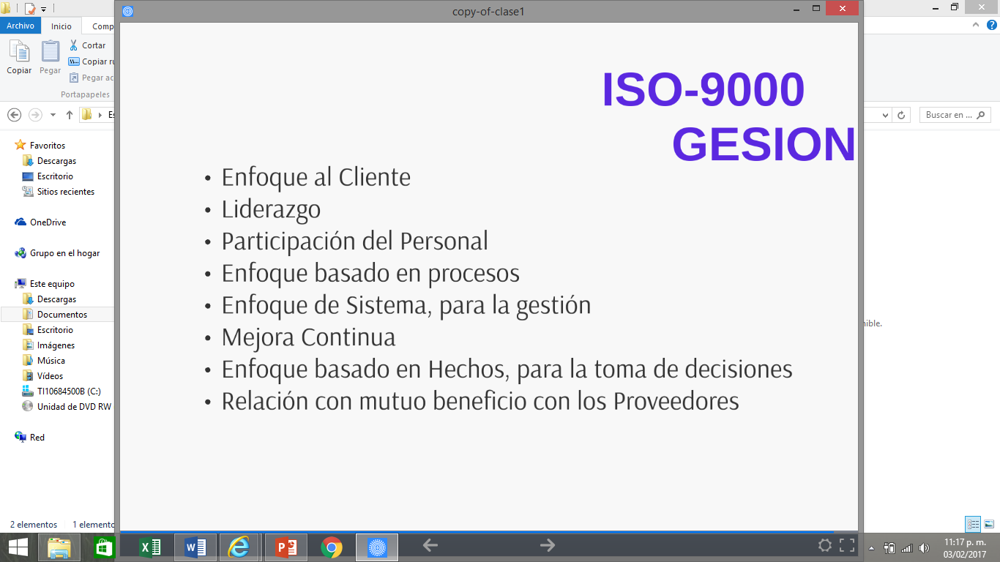 copy-of-clase1
Archivo
Inicio
Comp
Copiar
Pegar
Cortar
Copiar ru
Pegar ac
Portapapeles
Es
Buscar en ...
Favoritos
Descargas
Escritorio
Sitios recientes
OneDrive
Grupo en el hogar
Este equipo
Descargas
Documentos
Escritorio
Imágenes
Música
Vídeos
TI10684500B (C:)
Unidad de DVD RW
Red
2 elementos
1 elemento
ISO-9000
GESION
• Enfoque al Cliente
• Liderazgo
• Participación del Personal
• Enfoque basado en procesos
• Enfoque de Sistema, para la gestión
• Mejora Continua
• Enfoque basado en Hechos, para la toma de decisiones
• Relación con mutuo beneficio con los Proveedores
nible.
11:17 p. m.
03/02/2017